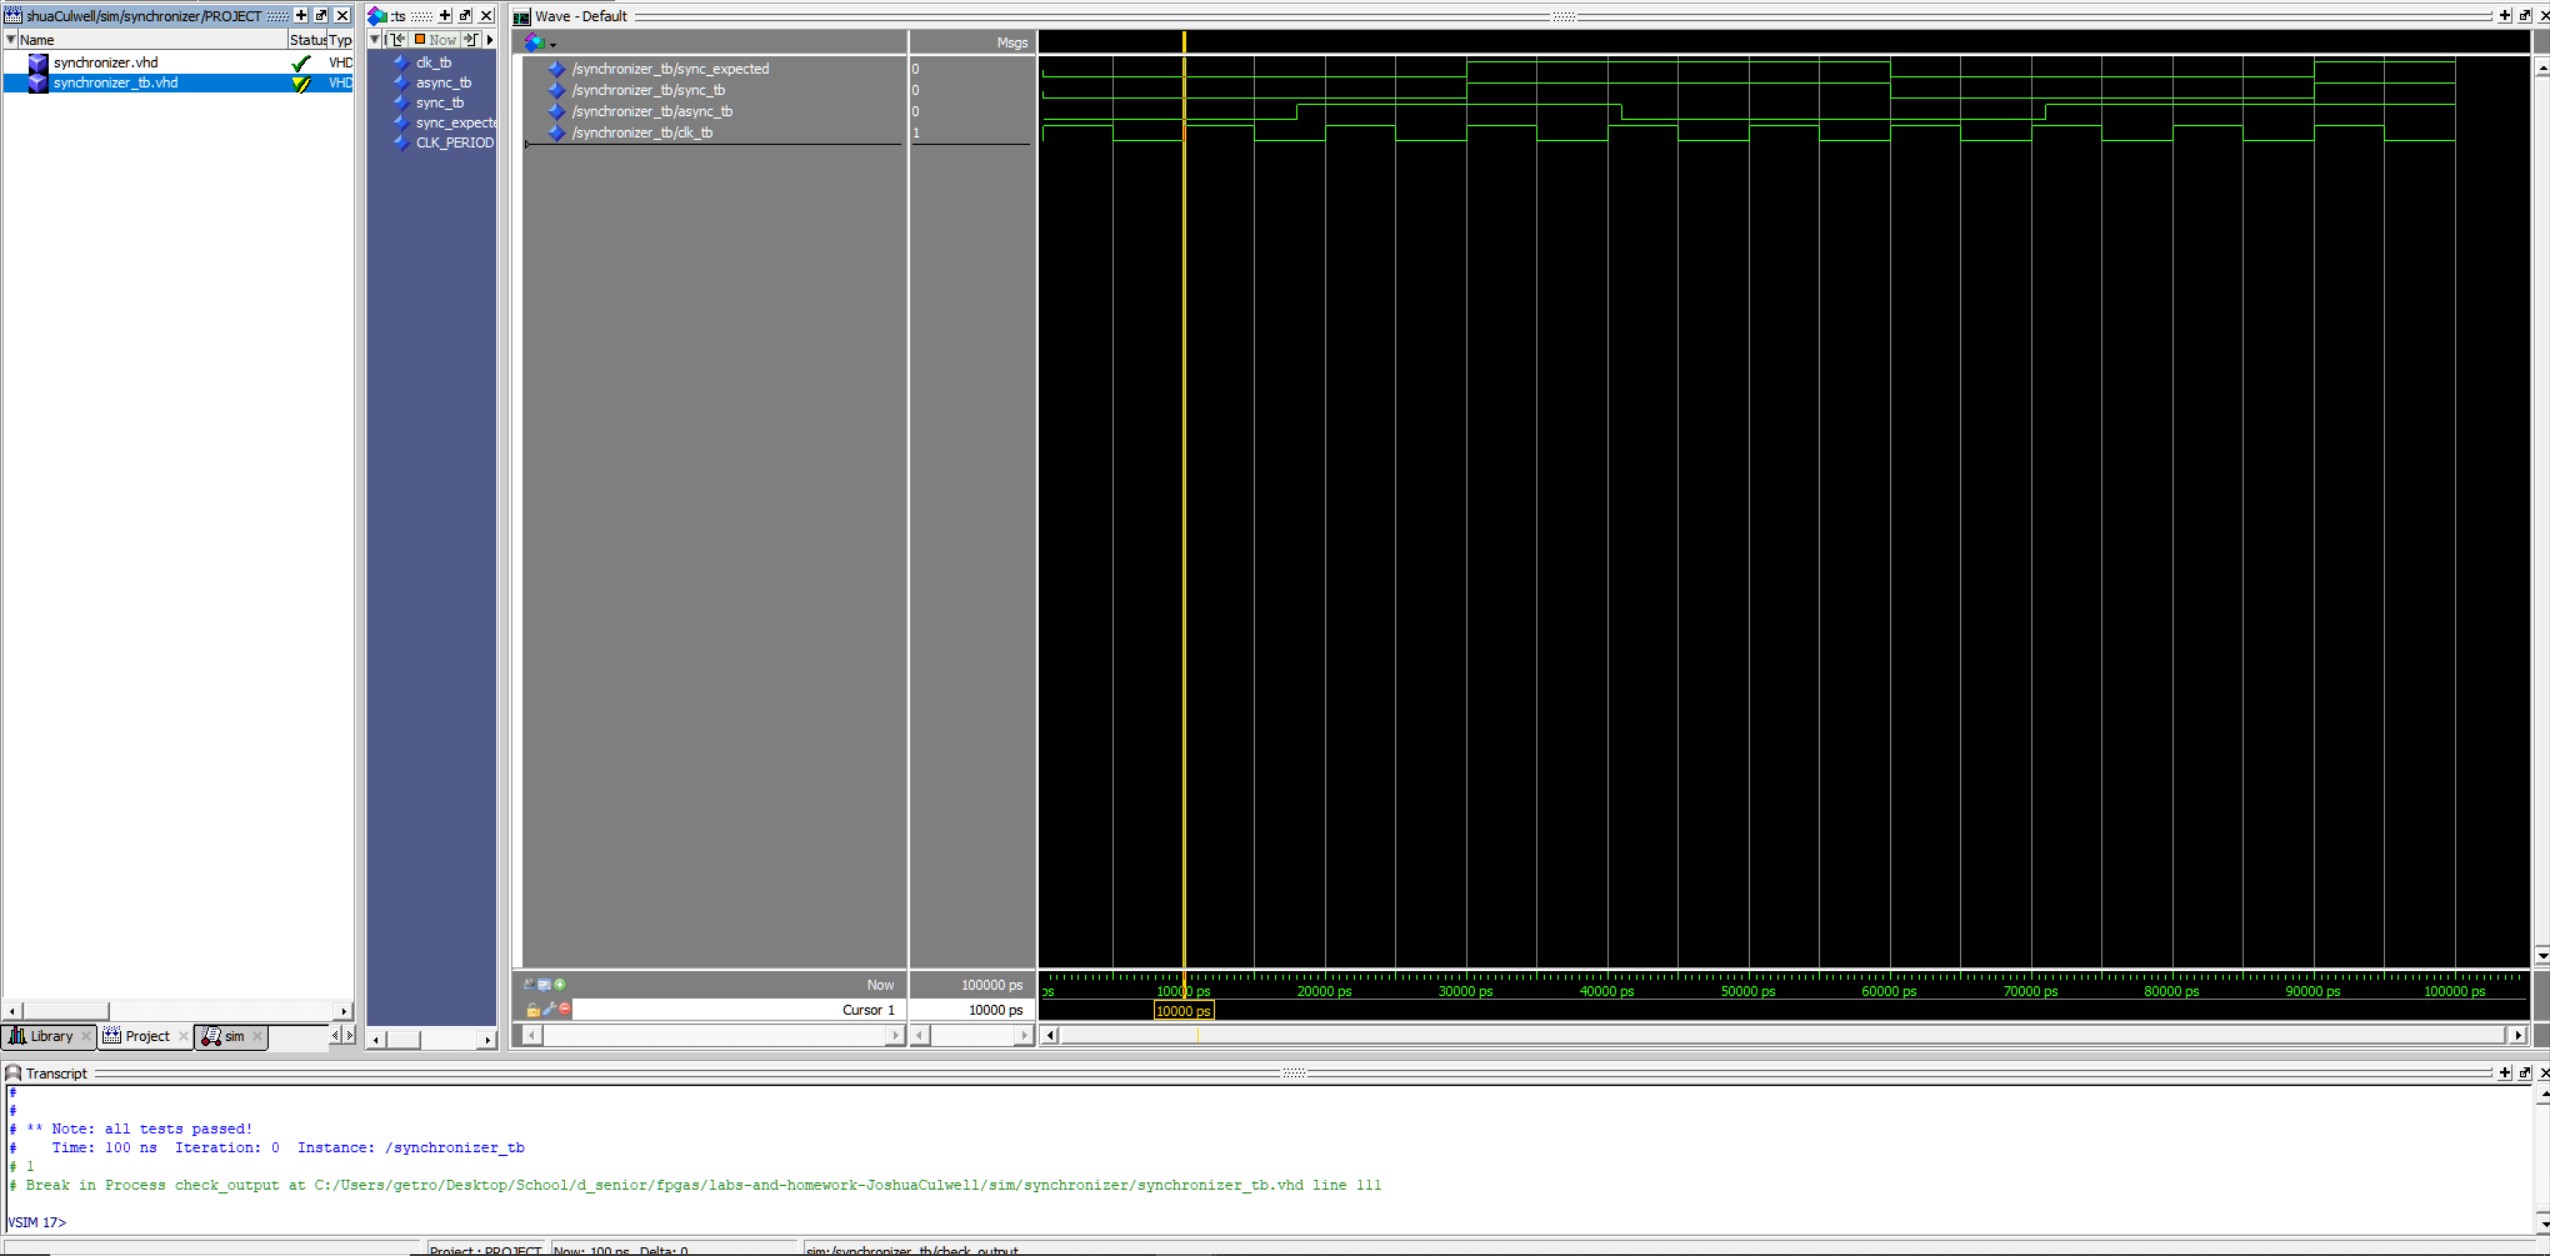 shuaCulwell/sim/synchronizer/PROJECT
Name Status Typ
synchronizer.vhd VHD
synchronizer_tb.vhd VHD
Library Project sim
:ts
Now
clk_tb
async_tb
sync_tb
sync_expecte
CLK_PERIOD
Wave - Default
Msgs
/synchronizer_tb/sync_expected 0
/synchronizer_tb/sync_tb 0
/synchronizer_tb/async_tb 0
/synchronizer_tb/clk_tb 1
Now 100000 ps
Cursor 1 10000 ps
ps 10000 ps 20000 ps 30000 ps 40000 ps 50000 ps 60000 ps 70000 ps 80000 ps 90000 ps 100000 ps
10000 ps
Transcript
#
#
# ** Note: all tests passed!
# Time: 100 ns Iteration: 0 Instance: /synchronizer_tb
# 1
# Break in Process check_output at C:/Users/getro/Desktop/School/d_senior/fpgas/labs-and-homework-JoshuaCulwell/sim/synchronizer/synchronizer_tb.vhd line 111
VSIM 17>
Project : PROJECT Now: 100 ns Delta: 0 sim:/synchronizer_tb/check_output